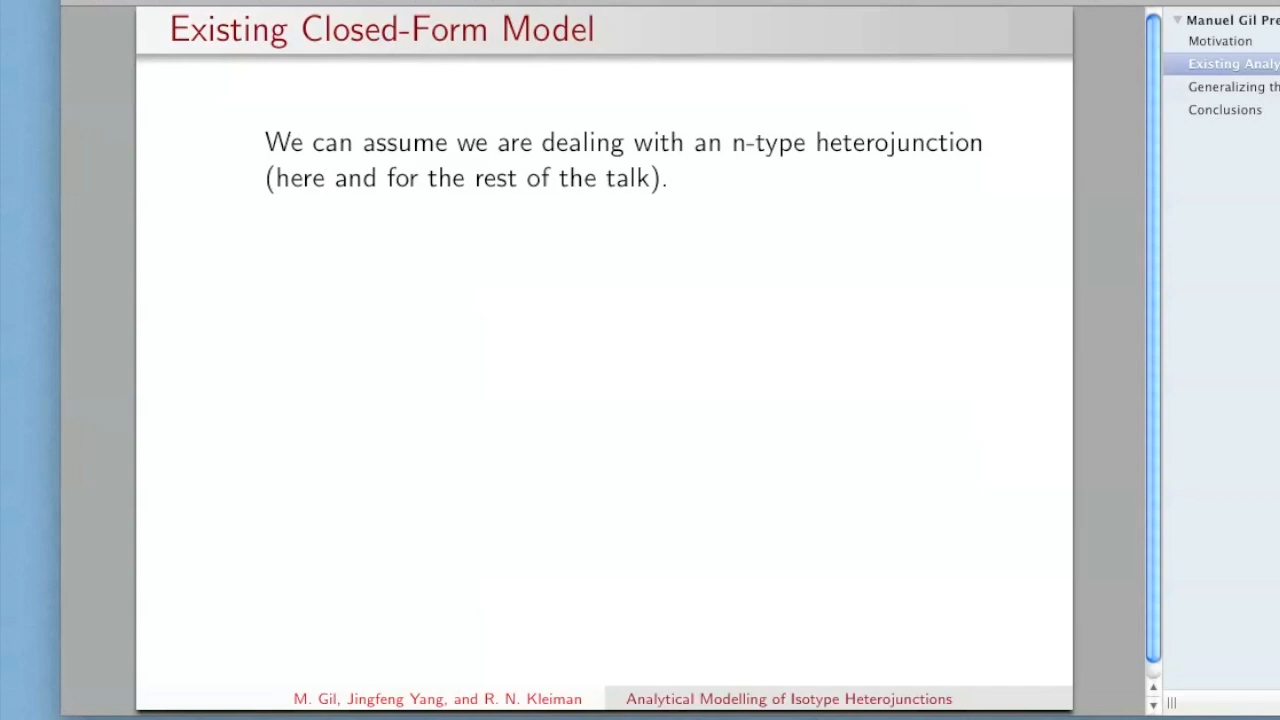 Existing Closed-Form Model
We can assume we are dealing with an n-type heterojunction
(here and for the rest of the talk).
M. Gil, Jingfeng Yang, and R. N. Kleiman
Analytical Modelling of Isotype Heterojunctions
Manuel Gil Pre
Motivation
Existing Analy
Generalizing th
Conclusions